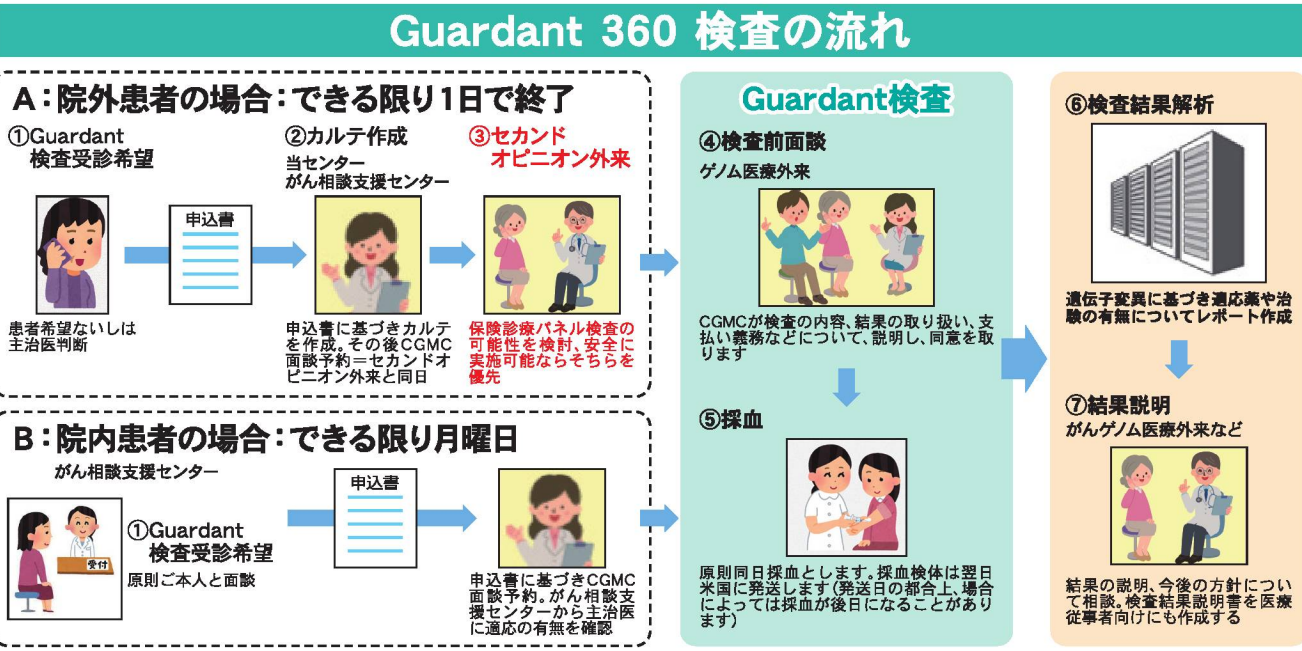 Guardant 360 検査の流れ
A：院外患者の場合：できる限り1日で終了
①Guardant
検査受診希望
申込書
患者希望ないしは
主治医判断
②カルテ作成
当センター
がん相談支援センター
申込書に基づきカルテ
を作成。その後CGMC
面談予約＝セカンドオ
ピニオン外来と同日
③セカンド
オピニオン外来
保険診療パネル検査の
可能性を検討、安全に
実施可能ならそちらを
優先
B：院内患者の場合：できる限り月曜日
がん相談支援センター
受付
①Guardant
検査受診希望
原則ご本人と面談
申込書
申込書に基づきCGMC
面談予約。がん相談支
援センターから主治医
に適応の有無を確認
Guardant検査
④検査前面談
ゲノム医療外来
CGMCが検査の内容、結果の取り扱い、支
払い義務などについて、説明し、同意を取
ります
⑤採血
原則同日採血とします。採血検体は翌日
米国に発送します（発送日の都合上、場合
によっては採血が後日になることがあり
ます）
⑥検査結果解析
遺伝子変異に基づき適応薬や治
験の有無についてレポート作成
⑦結果説明
がんゲノム医療外来など
結果の説明、今後の方針につい
て相談。検査結果説明書を医療
従事者向けにも作成する